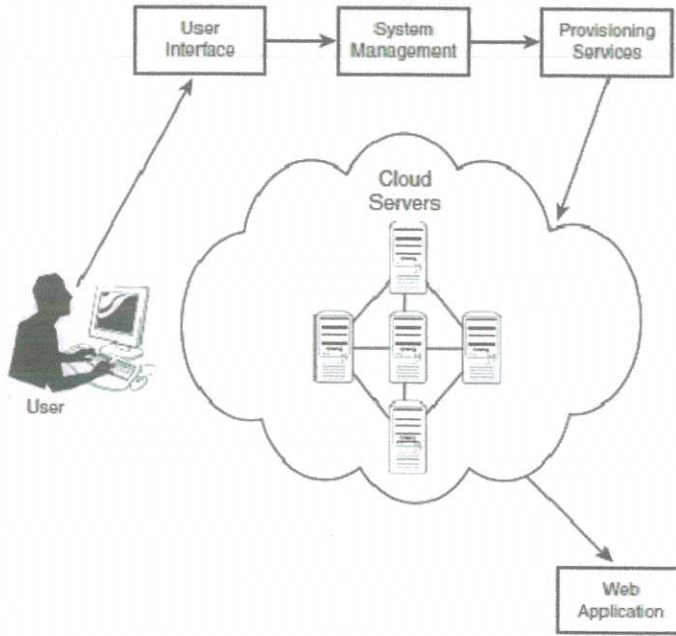 User
Interface
System
Management
Provisioning
Services
Cloud
Servers
User
Web
Application